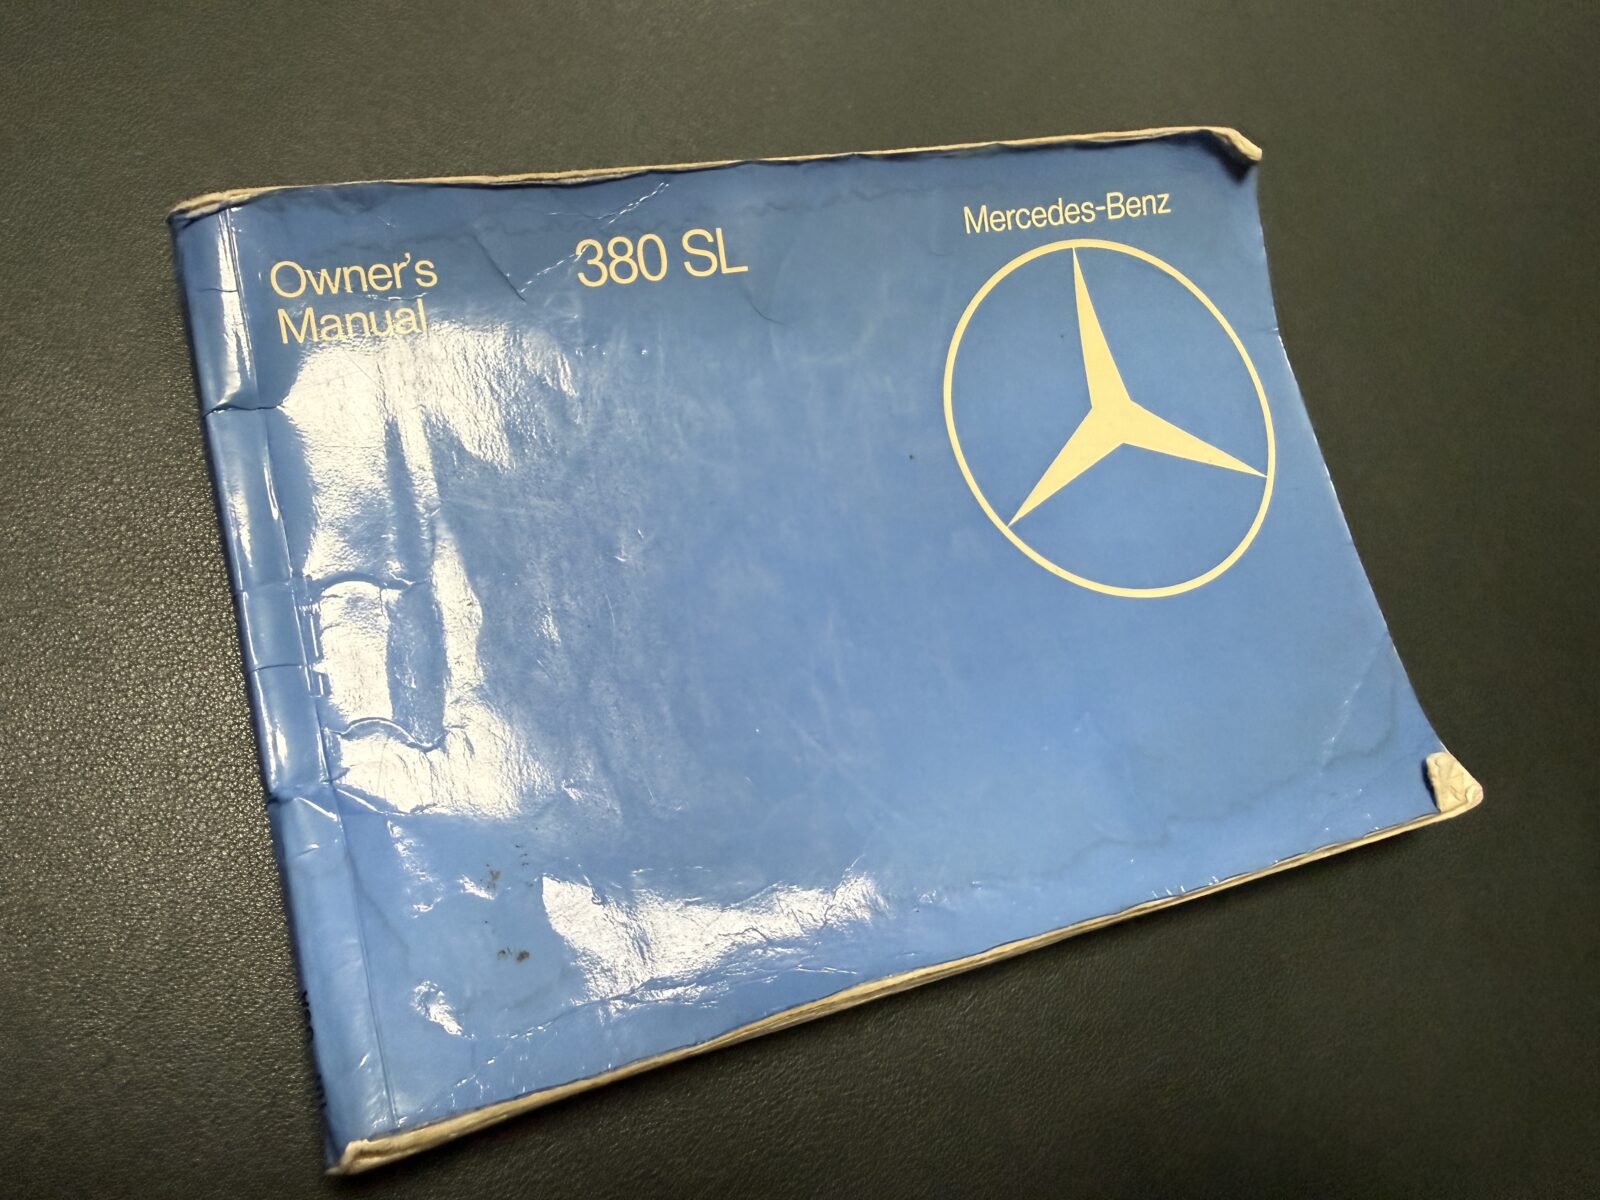 Owner's
Manual
380 SL
Mercedes-Benz